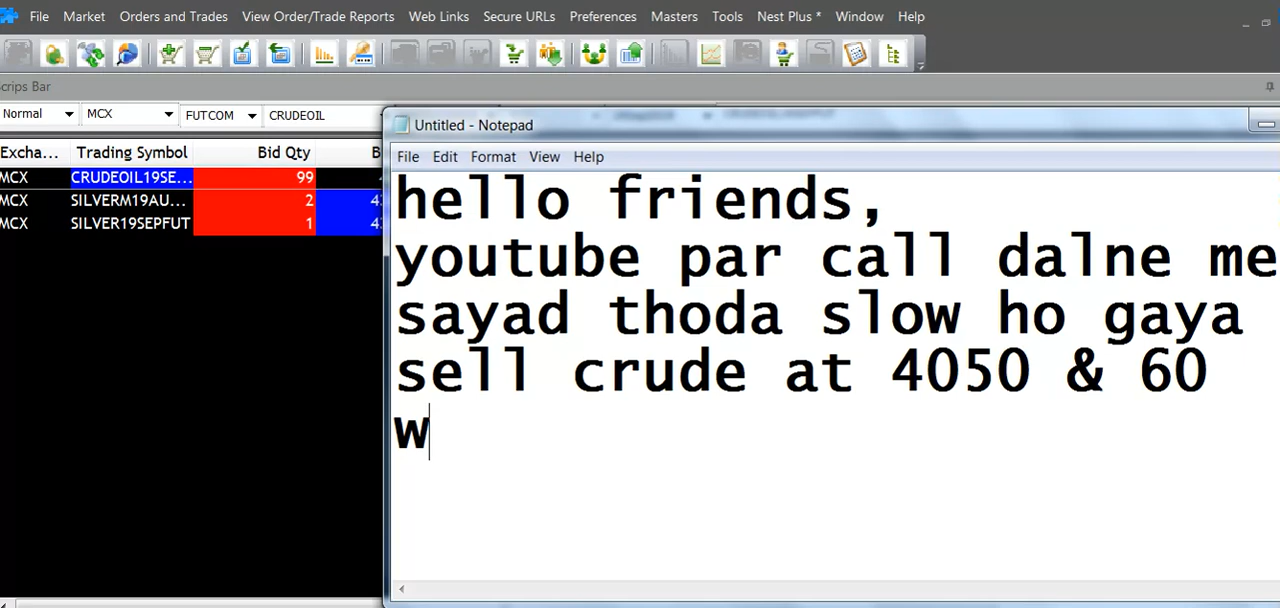 File Market Orders and Trades View Order/Trade Reports Web Links Secure URLs Preferences Masters Tools Nest Plus * Window Help
Scrips Bar
Normal MCX FUTCOM CRUDEOIL
Untitled - Notepad
Excha... Trading Symbol Bid Qty B
File Edit Format View Help
MCX CRUDEOIL19SE... 99
MCX SILVERM19AU... 2
MCX SILVER19SEPFUT 1
hello friends,
youtube par call dalne me
sayad thoda slow ho gaya
sell crude at 4050 & 60
w